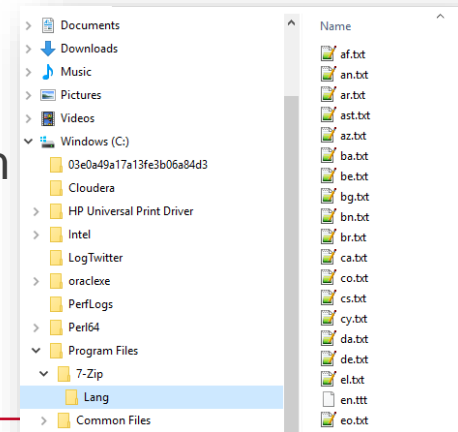 Documents
Downloads
Music
Pictures
Videos
Windows (C:)
03e0a49a17a13fe3b06a84d3
Cloudera
HP Universal Print Driver
Intel
LogTwitter
oraclexe
PerfLogs
Perl64
Program Files
7-Zip
Lang
Common Files
n
Name
af.txt
an.txt
ar.txt
ast.txt
az.txt
ba.txt
be.txt
bg.txt
bn.txt
br.txt
ca.txt
co.txt
cs.txt
cy.txt
da.txt
de.txt
el.txt
en.ttt
eo.txt